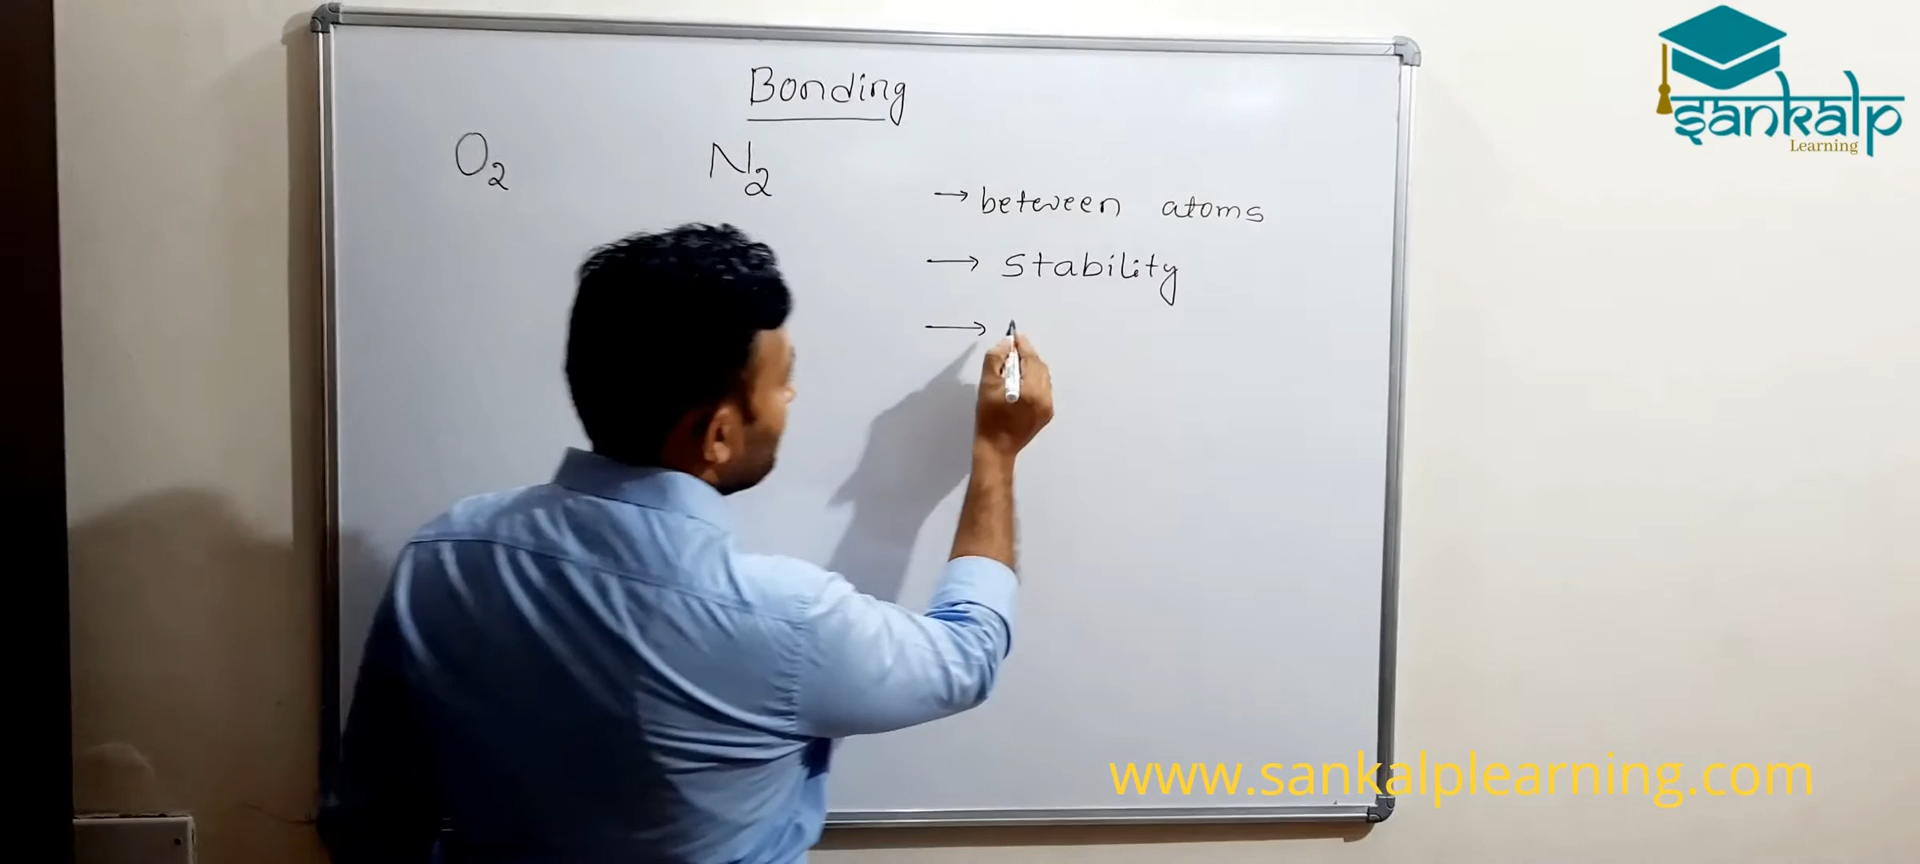 Bonding
O₂
N₂
→ between atoms
→ stability
→
sankalp
Learning
www.sankalplearning.com